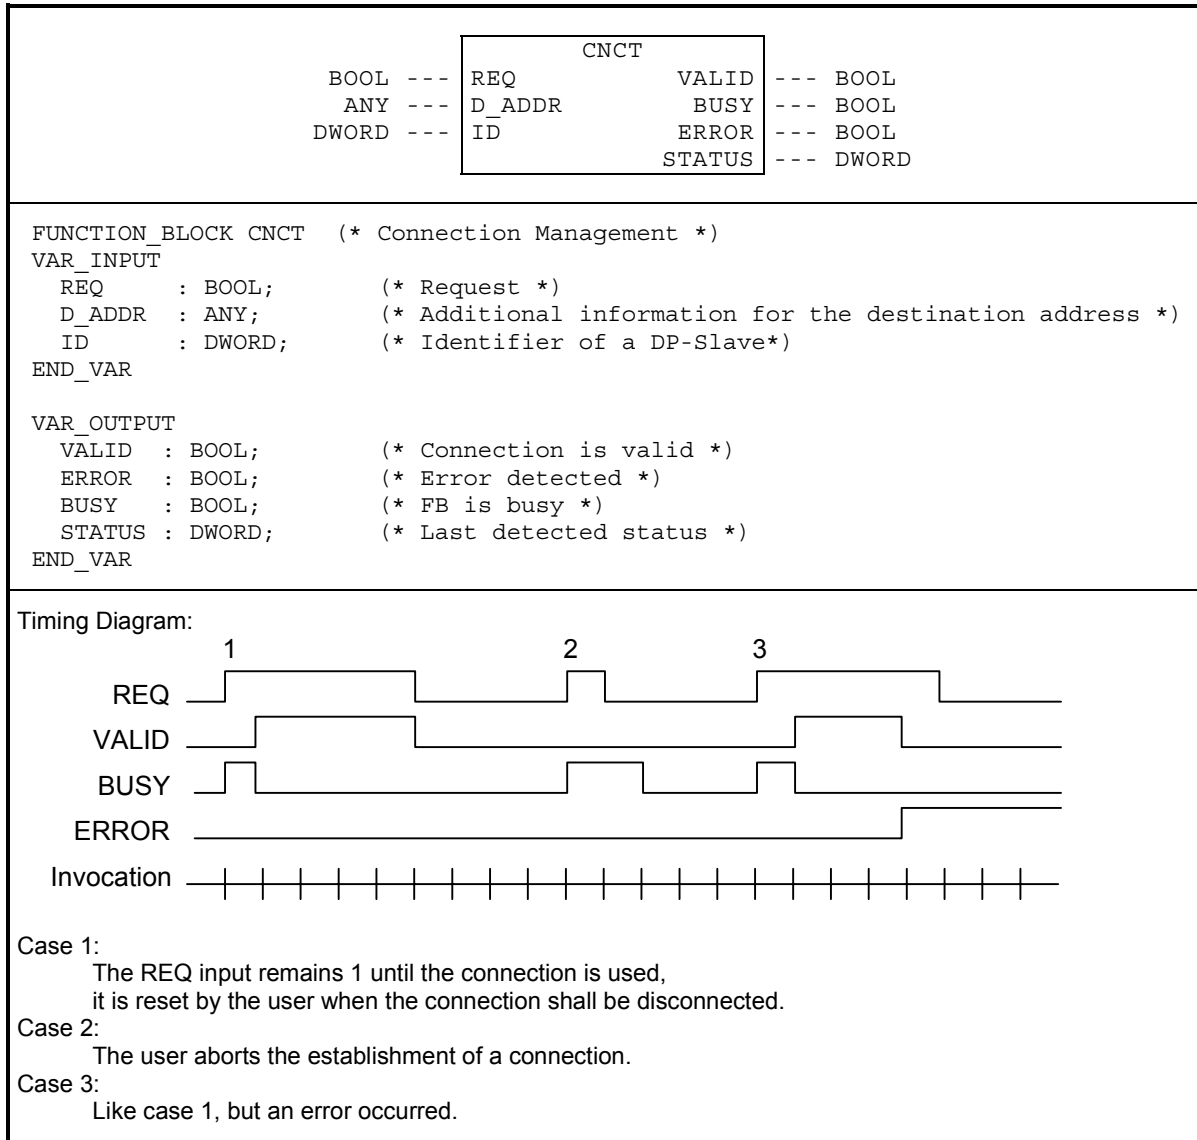 CNCT
BOOL --- REQ VALID --- BOOL
ANY --- D_ADDR BUSY --- BOOL
DWORD --- ID ERROR --- BOOL
STATUS --- DWORD
FUNCTION_BLOCK CNCT (* Connection Management *)
VAR_INPUT
REQ : BOOL; (* Request *)
D_ADDR : ANY; (* Additional information for the destination address *)
ID : DWORD; (* Identifier of a DP-Slave*)
END_VAR
VAR_OUTPUT
VALID : BOOL; (* Connection is valid *)
ERROR : BOOL; (* Error detected *)
BUSY : BOOL; (* FB is busy *)
STATUS : DWORD; (* Last detected status *)
END_VAR
Timing Diagram:
1 2 3
REQ
VALID
BUSY
ERROR
Invocation
Case 1:
The REQ input remains 1 until the connection is used,
it is reset by the user when the connection shall be disconnected.
Case 2:
The user aborts the establishment of a connection.
Case 3:
Like case 1, but an error occurred.